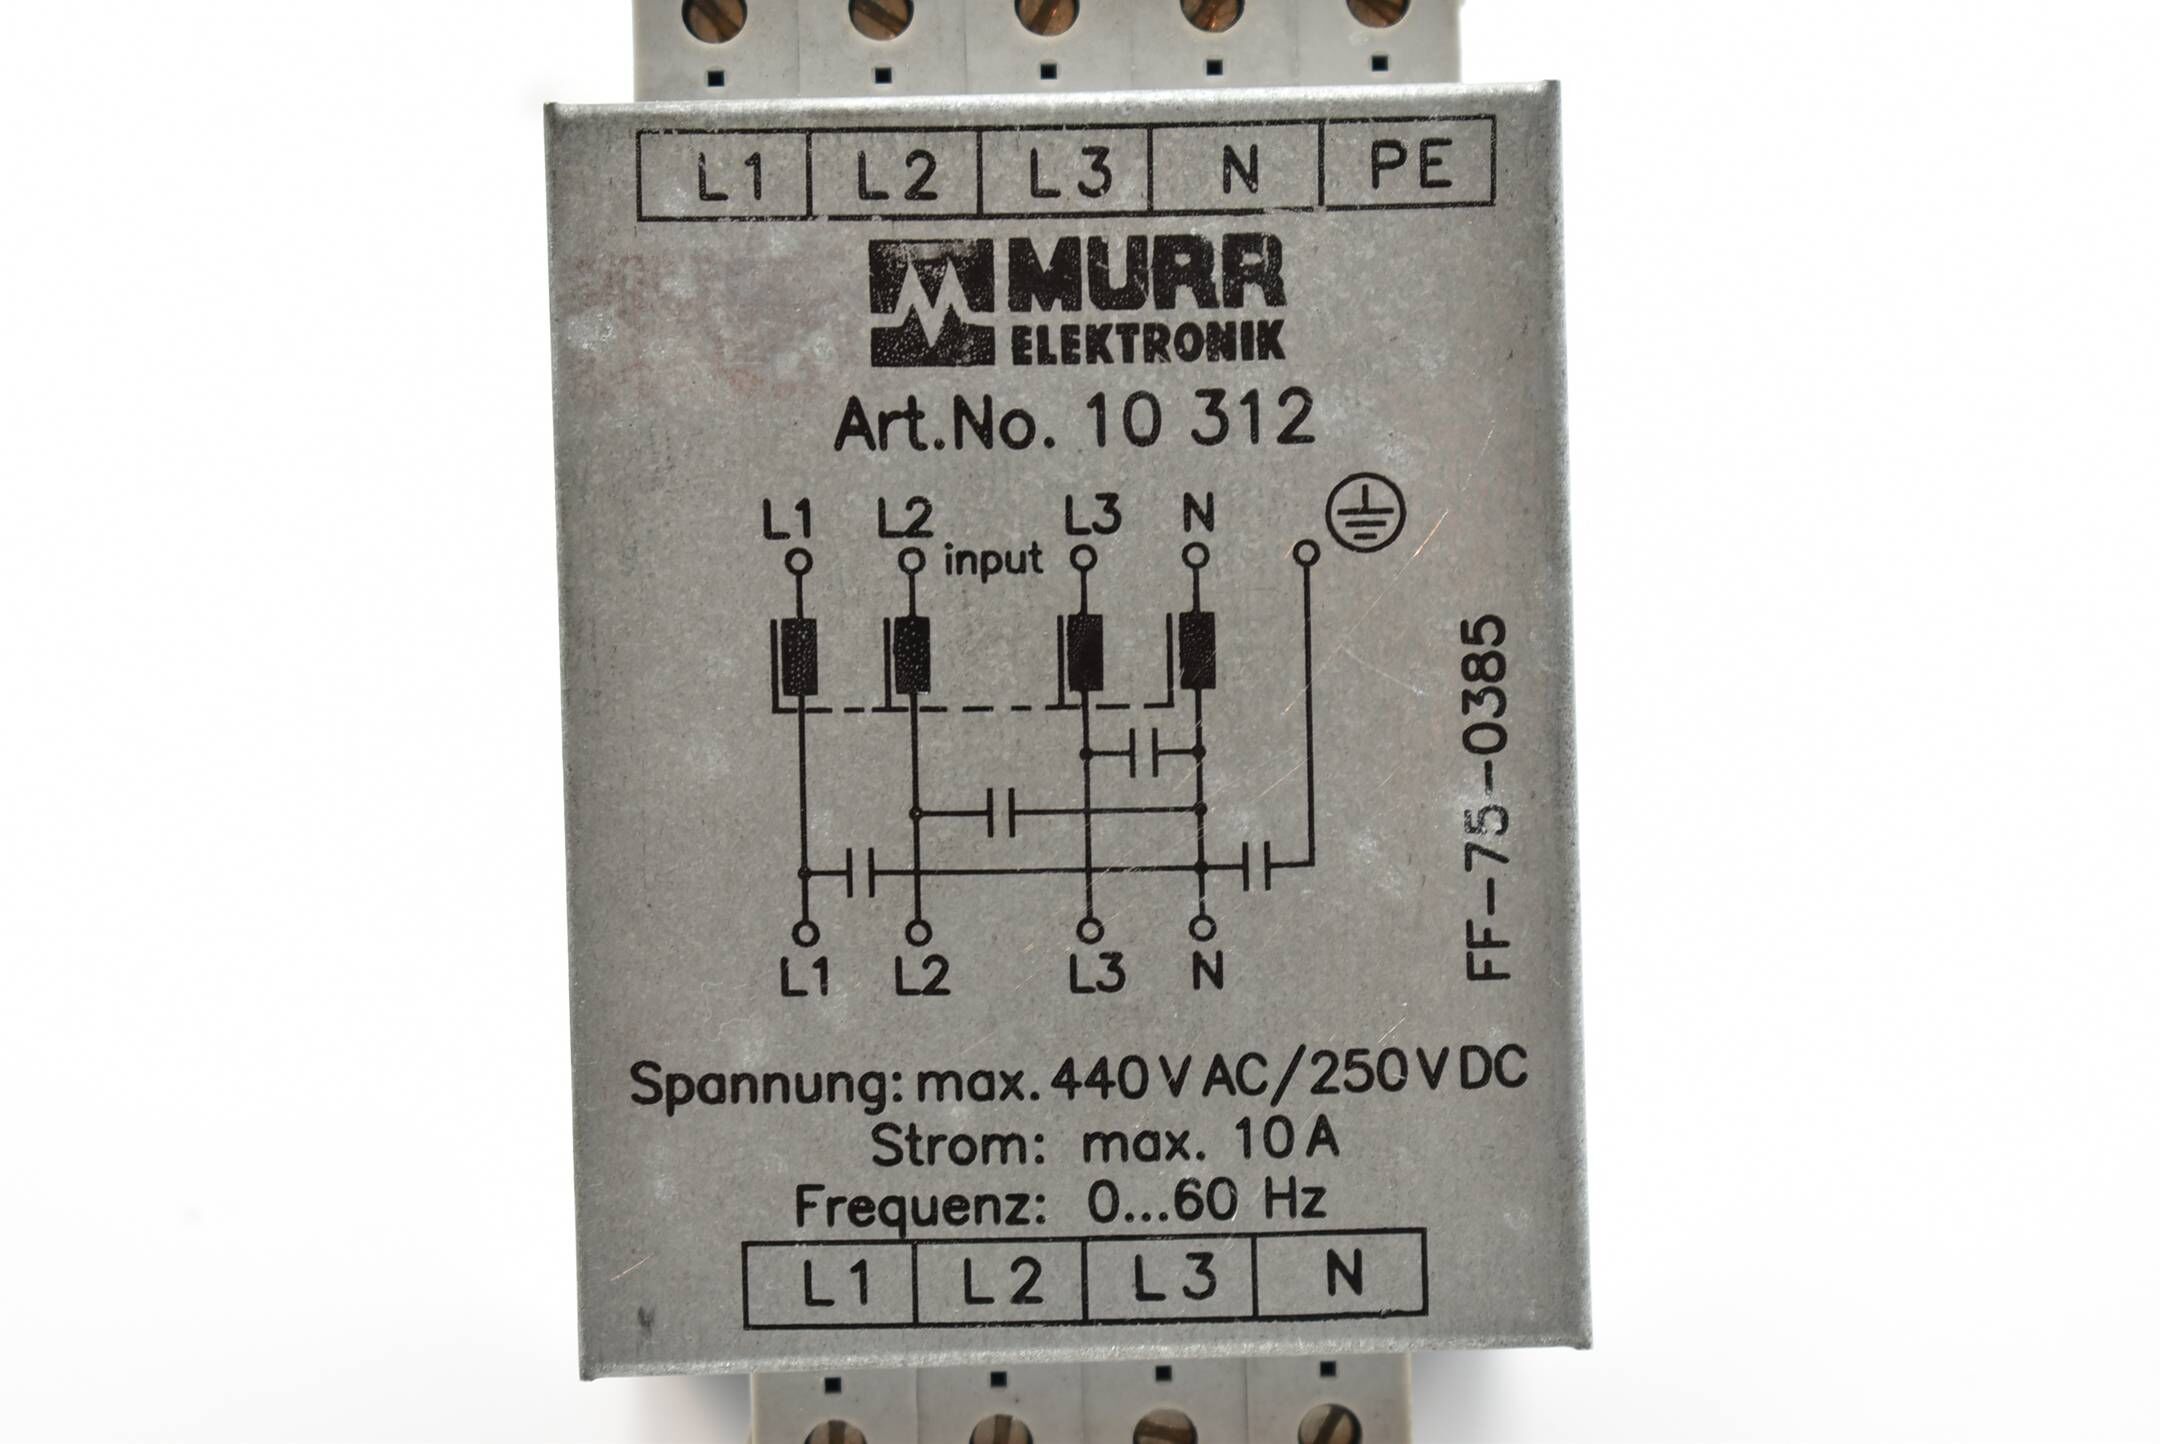 L1 L2 L3 N PE
MURR
ELEKTRONIK
Art.No. 10 312
L1 L2 L3 N
input
L1 L2 L3 N
FF-75-0385
Spannung: max. 440 V AC/250 V DC
Strom: max. 10 A
Frequenz: 0...60 Hz
L1 L2 L3 N